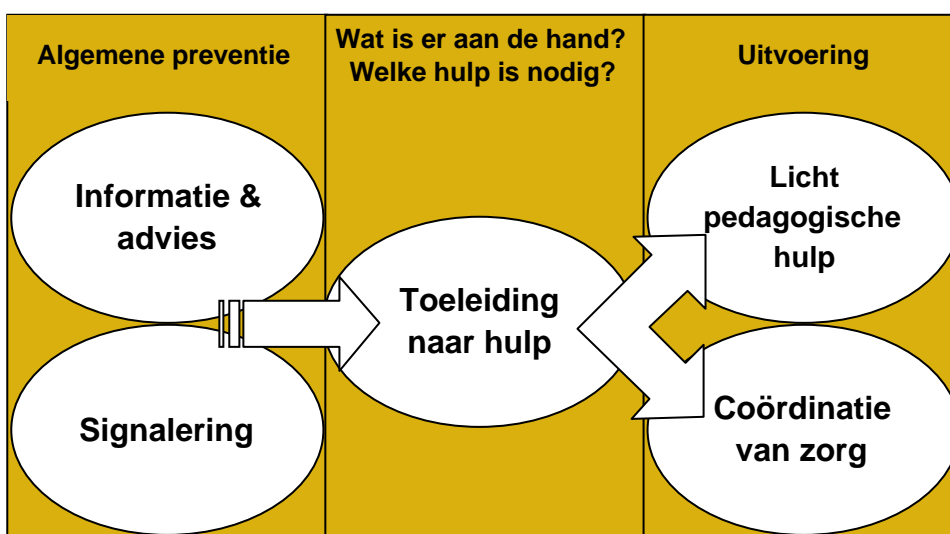 Algemene preventie
Wat is er aan de hand?
Welke hulp is nodig?
Uitvoering
Informatie &
advies
Signalering
Toeleiding
naar hulp
Licht
pedagogische
hulp
Coördinatie
van zorg